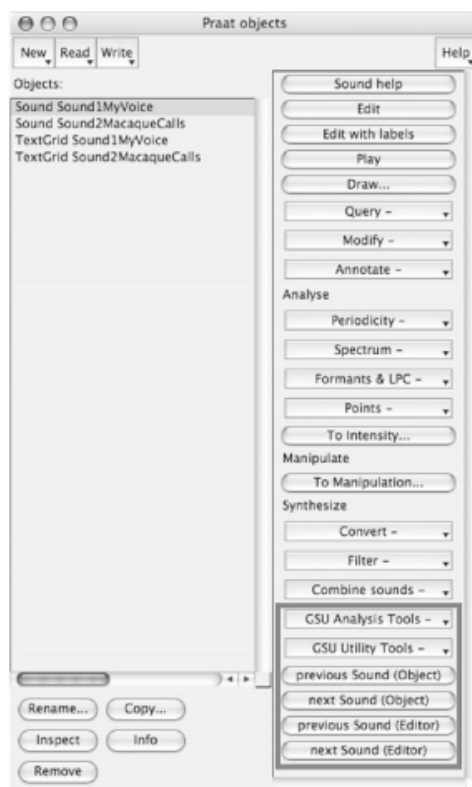 Praat objects
New Read Write Help
Objects:
Sound Sound1MyVoice
Sound Sound2MacaqueCalls
TextGrid Sound1MyVoice
TextGrid Sound2MacaqueCalls
Rename... Copy...
Inspect Info
Remove
Sound help
Edit
Edit with labels
Play
Draw...
Query -
Modify -
Annotate -
Analyse
Periodicity -
Spectrum -
Formants & LPC -
Points -
To Intensity...
Manipulate
To Manipulation...
Synthesize
Convert -
Filter -
Combine sounds -
GSU Analysis Tools -
GSU Utility Tools -
previous Sound (Object)
next Sound (Object)
previous Sound (Editor)
next Sound (Editor)